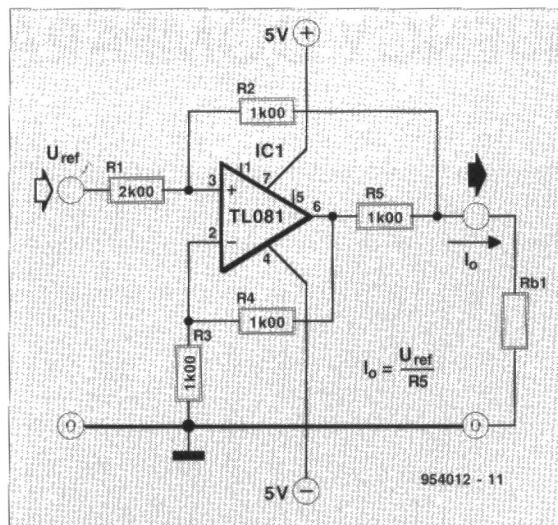 5V
+
R2
1k00
U ref
R1
2k00
IC1
1
7
3
+
TL081
5
6
2
−
4
R5
1k00
I o
Rb1
R4
1k00
R3
1k00
I o = U ref / R5
0
0
5V
−
954012 - 11